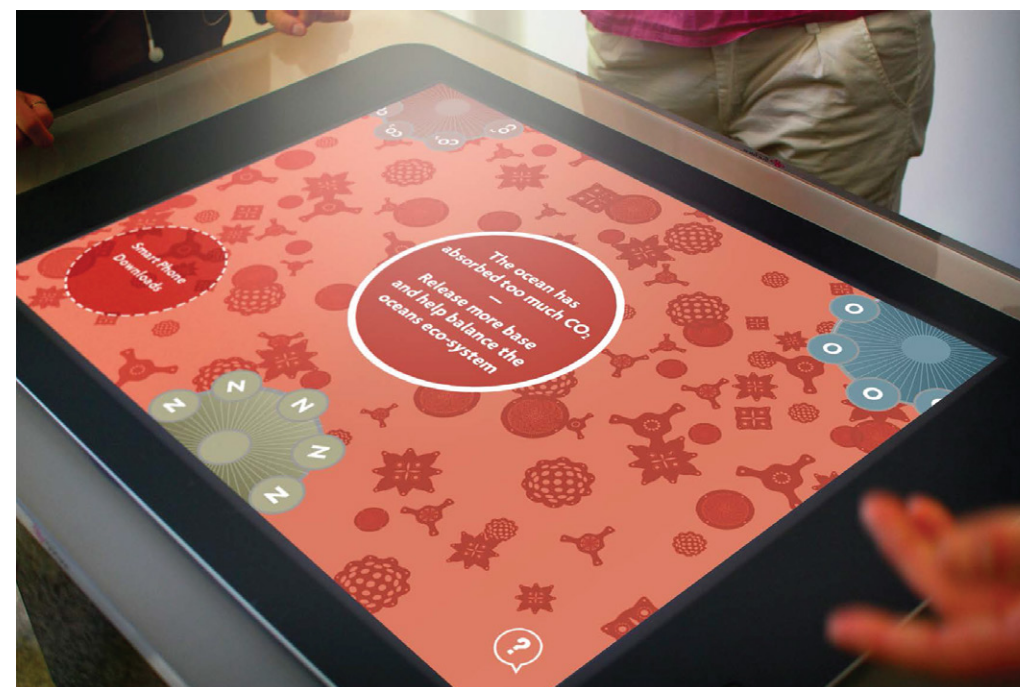 The ocean has
absorbed too much CO₂
—
Release more base
and help balance the
oceans eco-system
Smart Phone
Downloads
CO₂
N
N
N
N
N
O
O
O
O
?